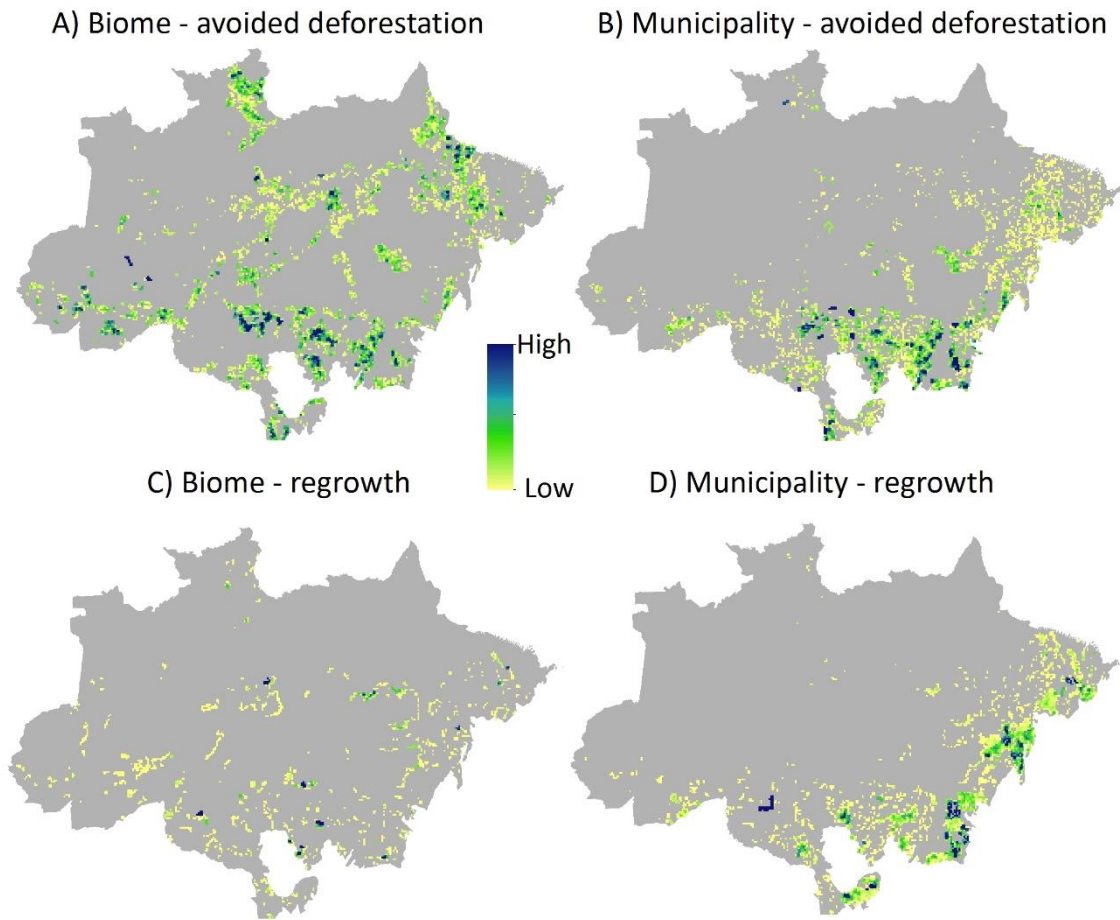 A) Biome - avoided deforestation
B) Municipality - avoided deforestation
High
Low
C) Biome - regrowth
D) Municipality - regrowth